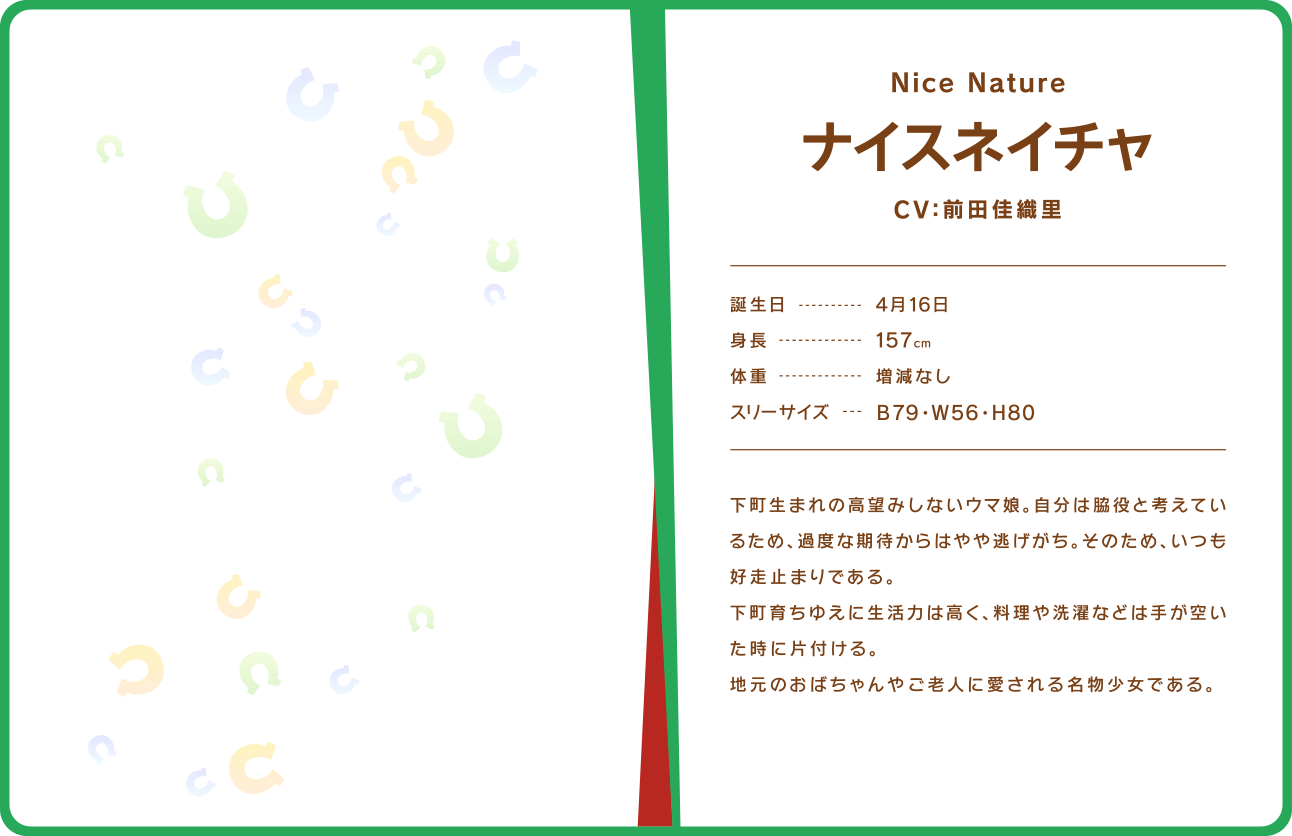 Nice Nature
ナイスネイチャ
CV:前田佳織里
誕生日 ---------- 4月16日
身長 ------------- 157cm
体重 ------------- 増減なし
スリーサイズ --- B79・W56・H80
下町生まれの高望みしないウマ娘。自分は脇役と考えてい
るため、過度な期待からはやや逃げがち。そのため、いつも
好走止まりである。
下町育ちゆえに生活力は高く、料理や洗濯などは手が空い
た時に片付ける。
地元のおばちゃんやご老人に愛される名物少女である。